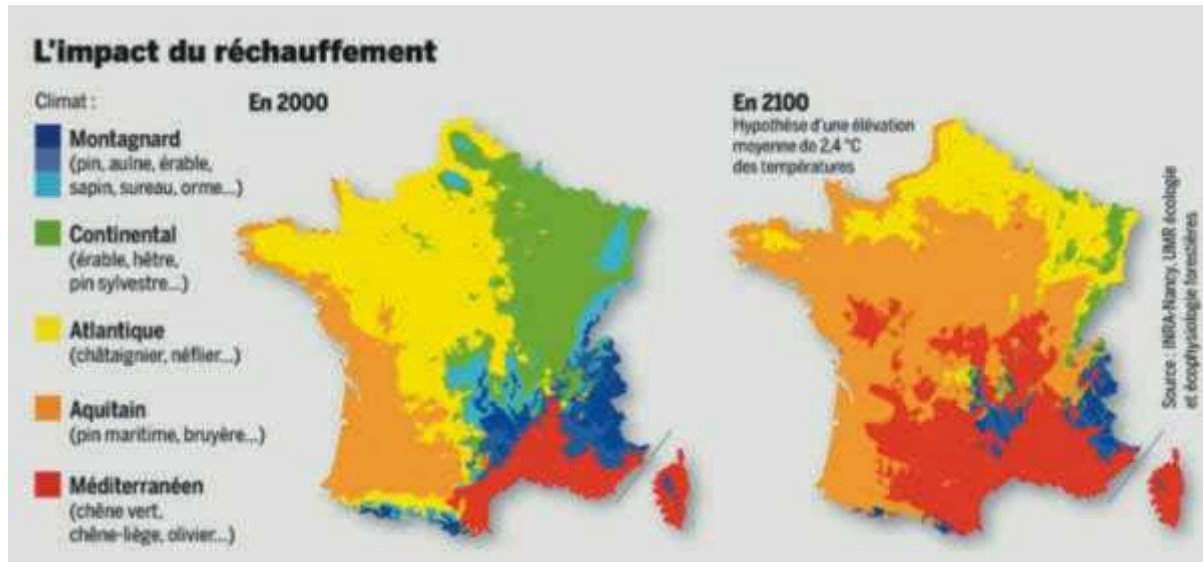 L'impact du réchauffement
Climat :
Montagnard
(pin, aulne, érable,
sapin, sureau, orme...)
Continental
(érable, hêtre,
pin sylvestre...)
Atlantique
(châtaignier, néflier...)
Aquitain
(pin maritime, bruyère...)
Méditerranéen
(chêne vert,
chêne-liège, olivier...)
En 2000
En 2100
Hypothèse d'une élévation
moyenne de 2,4 °C
des températures
Source : INRA-Nancy, UMR écologie
et écophysiologie forestières